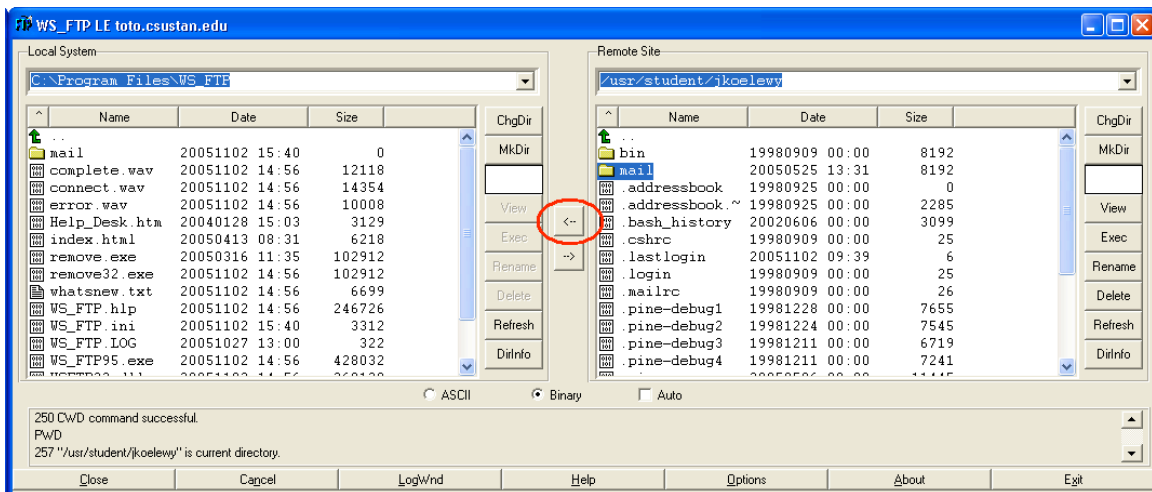 WS_FTP LE toto.csustan.edu
Local System
C:\Program Files\WS_FTP
^ Name Date Size
..
mail 20051102 15:40 0
complete.wav 20051102 14:56 12118
connect.wav 20051102 14:56 14354
error.wav 20051102 14:56 10008
Help_Desk.htm 20040128 15:03 3129
index.html 20050413 08:31 6218
remove.exe 20050316 11:35 102912
remove32.exe 20051102 14:56 102912
whatsnew.txt 20051102 14:56 6699
WS_FTP.hlp 20051102 14:56 246726
WS_FTP.ini 20051102 15:40 3312
WS_FTP.LOG 20051027 13:00 322
WS_FTP95.exe 20051102 14:56 428032
ChgDir
MkDir
View
Exec
Rename
Delete
Refresh
DirInfo
<--
-->
Remote Site
/usr/student/jkoelewy
^ Name Date Size
..
bin 19980909 00:00 8192
mail 20050525 13:31 8192
.addressbook 19980925 00:00 0
.addressbook.~ 19980925 00:00 2285
.bash_history 20020606 00:00 3099
.cshrc 19980909 00:00 25
.lastlogin 20051102 09:39 6
.login 19980909 00:00 25
.mailrc 19980909 00:00 26
.pine-debug1 19981228 00:00 7655
.pine-debug2 19981224 00:00 7545
.pine-debug3 19981211 00:00 6719
.pine-debug4 19981211 00:00 7241
ChgDir
MkDir
View
Exec
Rename
Delete
Refresh
DirInfo
ASCII Binary Auto
250 CWD command successful.
PWD
257 "/usr/student/jkoelewy" is current directory.
Close Cancel LogWnd Help Options About Exit